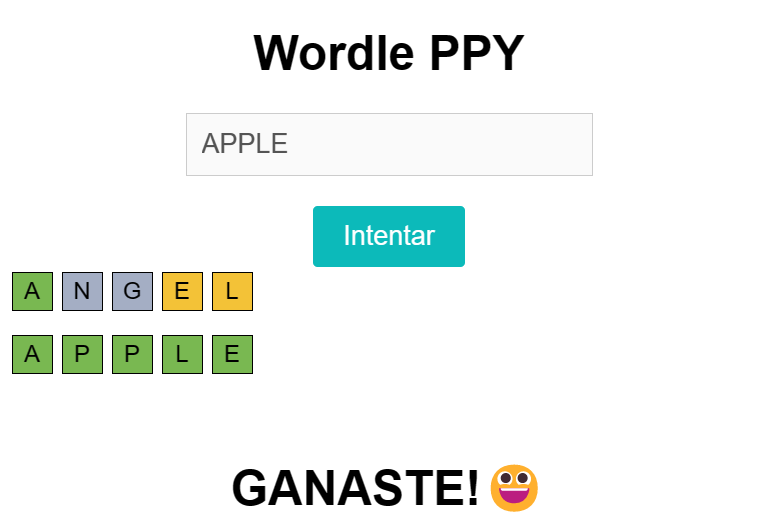 Wordle PPY
APPLE
Intentar
A N G E L
A P P L E
GANASTE!😀